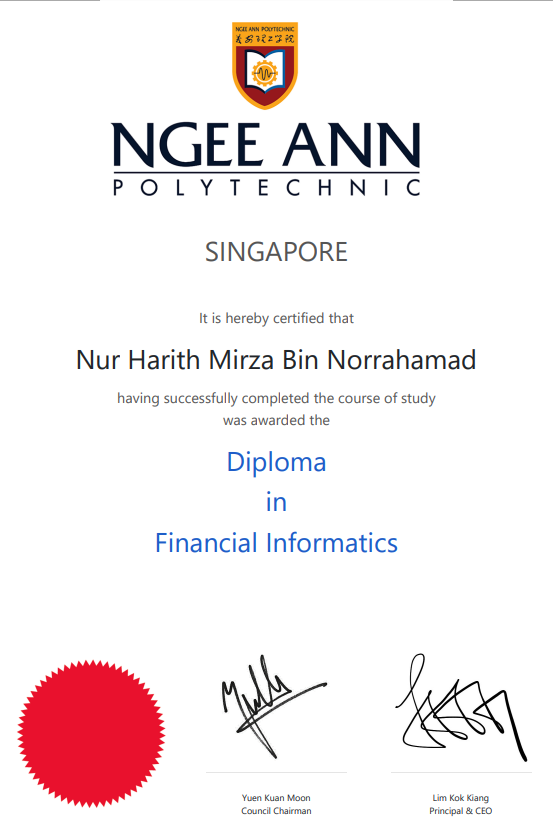 NGEE ANN POLYTECHNIC
義安理工學院
NGEE ANN
POLYTECHNIC
SINGAPORE
It is hereby certified that
Nur Harith Mirza Bin Norrahamad
having successfully completed the course of study
was awarded the
Diploma
in
Financial Informatics
Yuen Kuan Moon
Council Chairman
Lim Kok Kiang
Principal & CEO